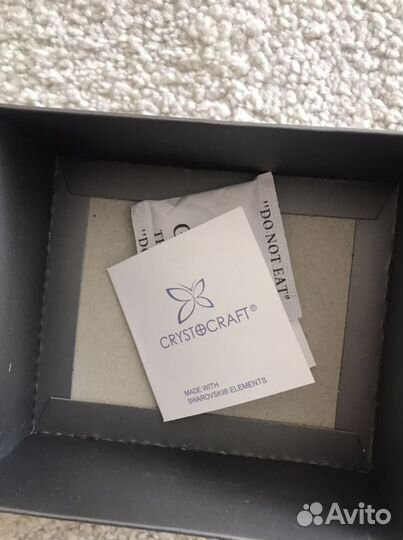 "DO NOT EAT"
CRYSTOCRAFT®
MADE WITH
SWAROVSKI® ELEMENTS
Avito